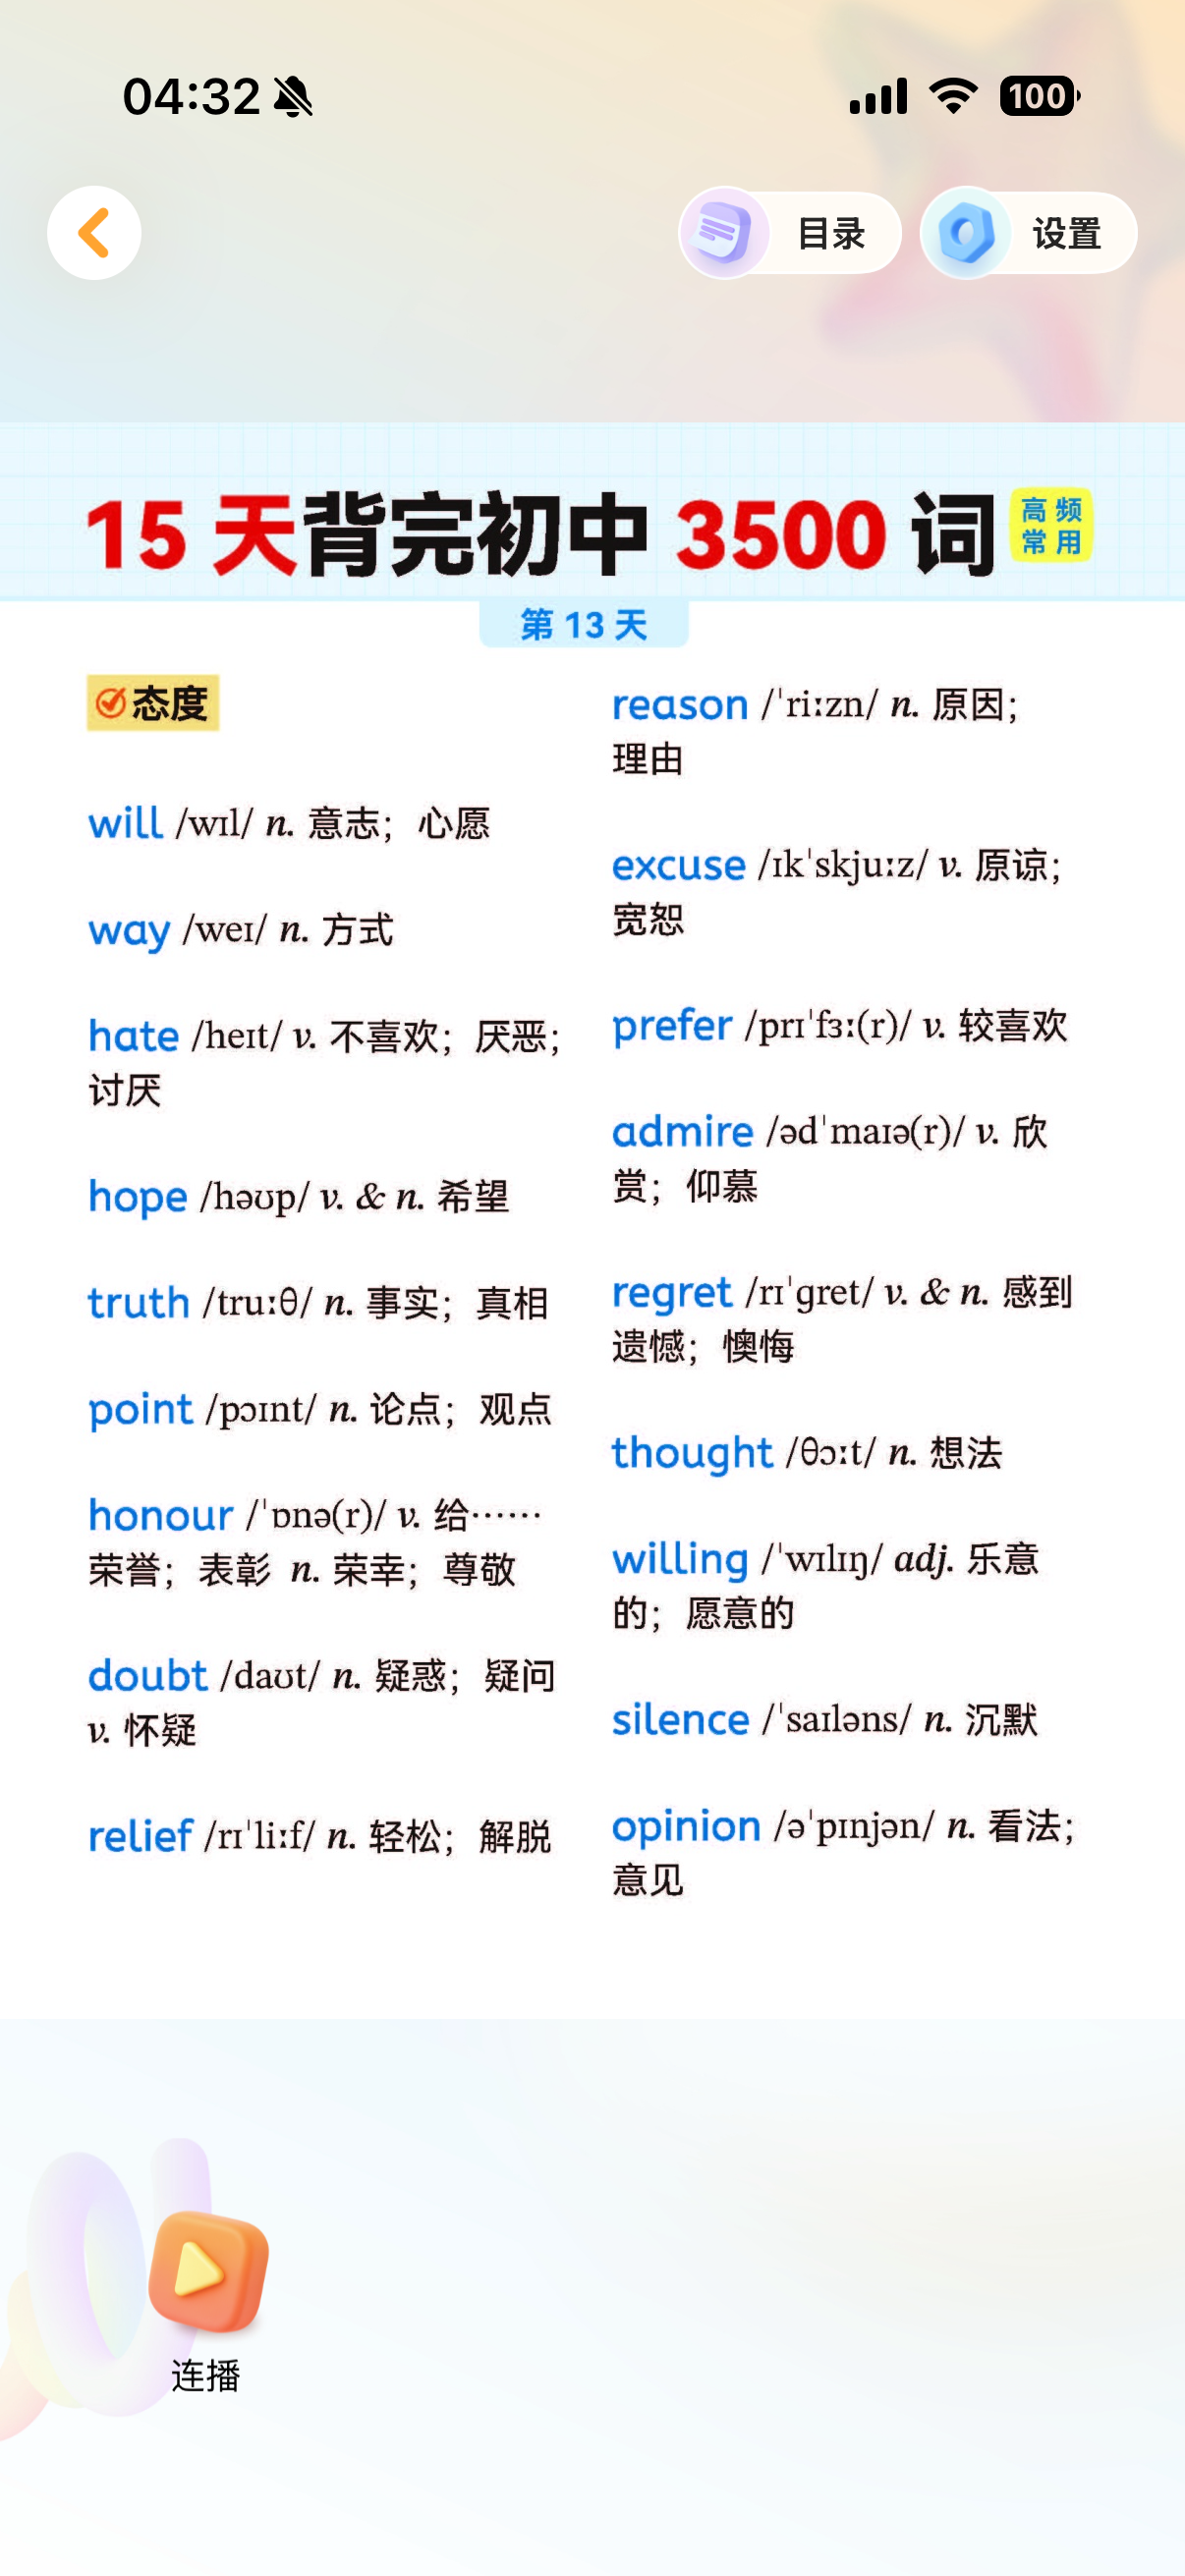 04:32
100
目录
设置
15 天背完初中 3500 词
高频
常用
第 13 天
态度
will /wɪl/ n. 意志；心愿
way /weɪ/ n. 方式
hate /heɪt/ v. 不喜欢；厌恶；
讨厌
hope /həʊp/ v. & n. 希望
truth /truːθ/ n. 事实；真相
point /pɔɪnt/ n. 论点；观点
honour /ˈɒnə(r)/ v. 给……
荣誉；表彰 n. 荣幸；尊敬
doubt /daʊt/ n. 疑惑；疑问
v. 怀疑
relief /rɪˈliːf/ n. 轻松；解脱
reason /ˈriːzn/ n. 原因；
理由
excuse /ɪkˈskjuːz/ v. 原谅；
宽恕
prefer /prɪˈfɜː(r)/ v. 较喜欢
admire /ədˈmaɪə(r)/ v. 欣
赏；仰慕
regret /rɪˈɡret/ v. & n. 感到
遗憾；懊悔
thought /θɔːt/ n. 想法
willing /ˈwɪlɪŋ/ adj. 乐意
的；愿意的
silence /ˈsaɪləns/ n. 沉默
opinion /əˈpɪnjən/ n. 看法；
意见
连播